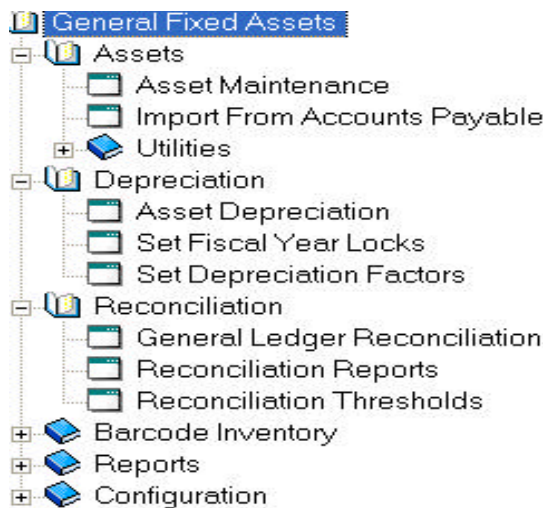 General Fixed Assets
Assets
Asset Maintenance
Import From Accounts Payable
Utilities
Depreciation
Asset Depreciation
Set Fiscal Year Locks
Set Depreciation Factors
Reconciliation
General Ledger Reconciliation
Reconciliation Reports
Reconciliation Thresholds
Barcode Inventory
Reports
Configuration